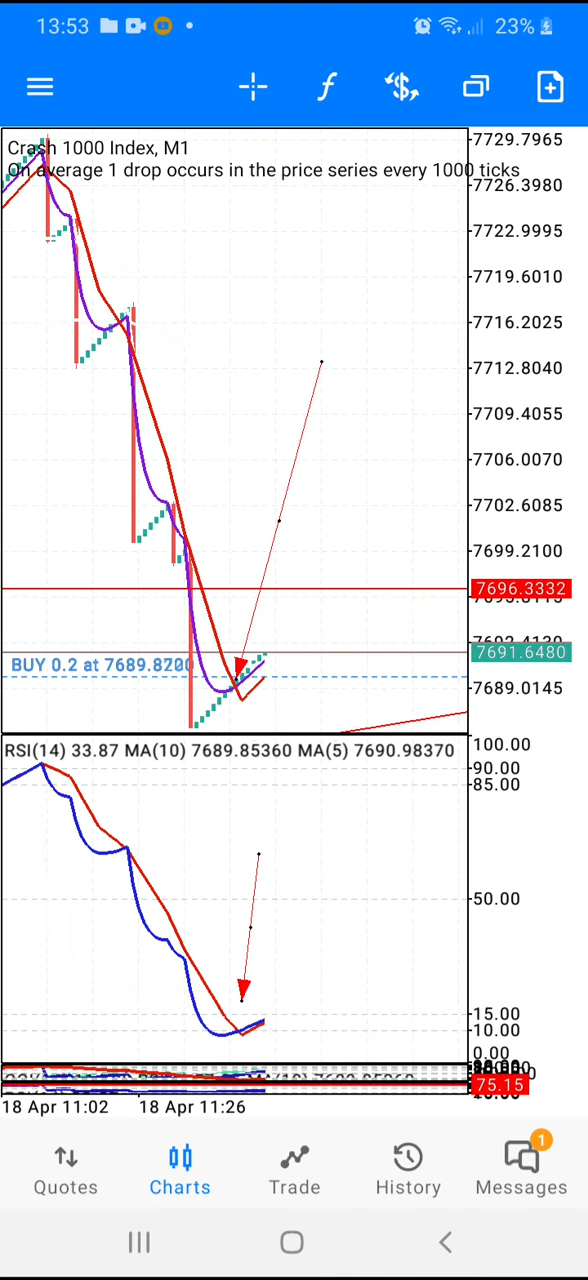 13:53
23%
Crash 1000 Index, M1
On average 1 drop occurs in the price series every 1000 ticks
7729.7965
7726.3980
7722.9995
7719.6010
7716.2025
7712.8040
7709.4055
7706.0070
7702.6085
7699.2100
7696.3332
7691.6480
BUY 0.2 at 7689.8200
7689.0145
RSI(14) 33.87 MA(10) 7689.85360 MA(5) 7690.98370
100.00
90.00
85.00
50.00
15.00
10.00
0.00
75.15
18 Apr 11:02
18 Apr 11:26
1
Quotes
Charts
Trade
History
Messages